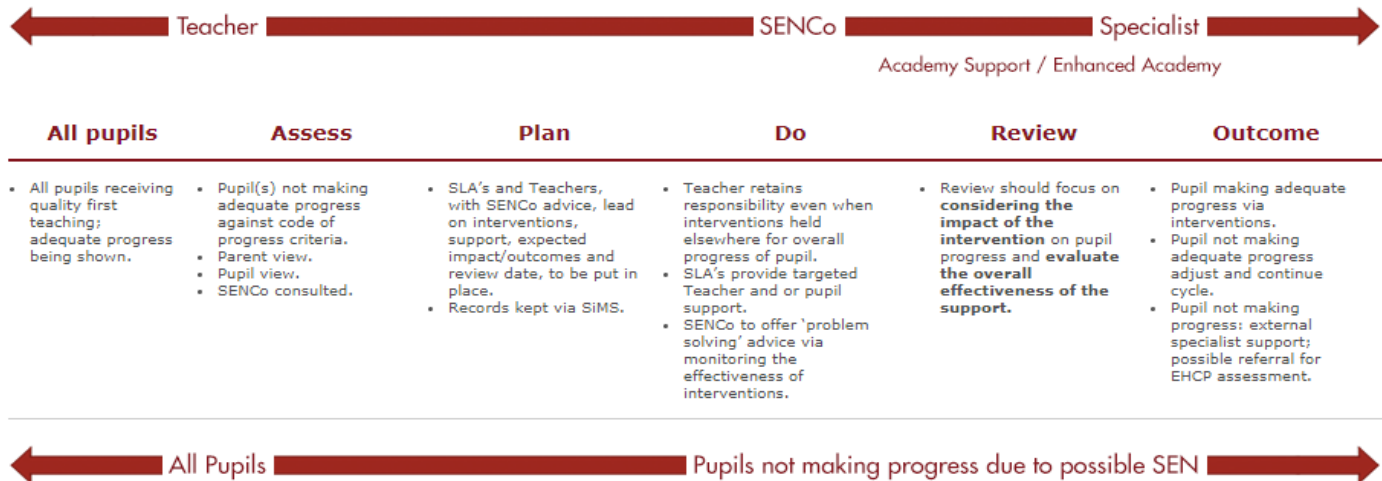 Teacher SENCo Specialist
Academy Support / Enhanced Academy
All pupils Assess Plan Do Review Outcome
• All pupils receiving
quality first
teaching;
adequate progress
being shown.
• Pupil(s) not making
adequate progress
against code of
progress criteria.
• Parent view.
• Pupil view.
• SENCo consulted.
• SLA's and Teachers,
with SENCo advice, lead
on interventions,
support, expected
impact/outcomes and
review date, to be put in
place.
• Records kept via SiMS.
• Teacher retains
responsibility even when
interventions held
elsewhere for overall
progress of pupil.
• SLA's provide targeted
Teacher and or pupil
support.
• SENCo to offer 'problem
solving' advice via
monitoring the
effectiveness of
interventions.
• Review should focus on
considering the
impact of the
intervention on pupil
progress and evaluate
the overall
effectiveness of the
support.
• Pupil making adequate
progress via
interventions.
• Pupil not making
adequate progress
adjust and continue
cycle.
• Pupil not making
progress: external
specialist support;
possible referral for
EHCP assessment.
All Pupils Pupils not making progress due to possible SEN